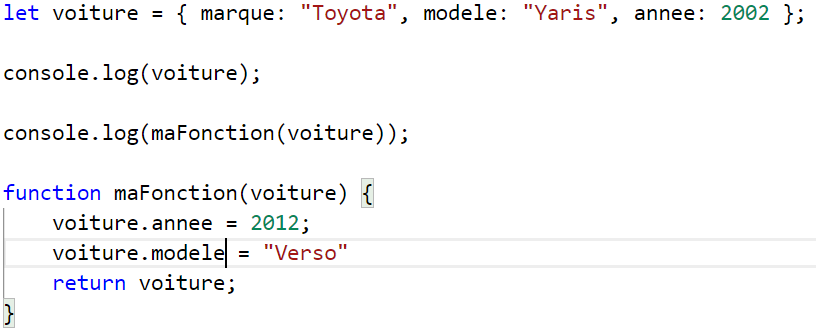 let voiture = { marque: "Toyota", modele: "Yaris", annee: 2002 };
console.log(voiture);
console.log(maFonction(voiture));
function maFonction(voiture) {
    voiture.annee = 2012;
    voiture.modele = "Verso"
    return voiture;
}